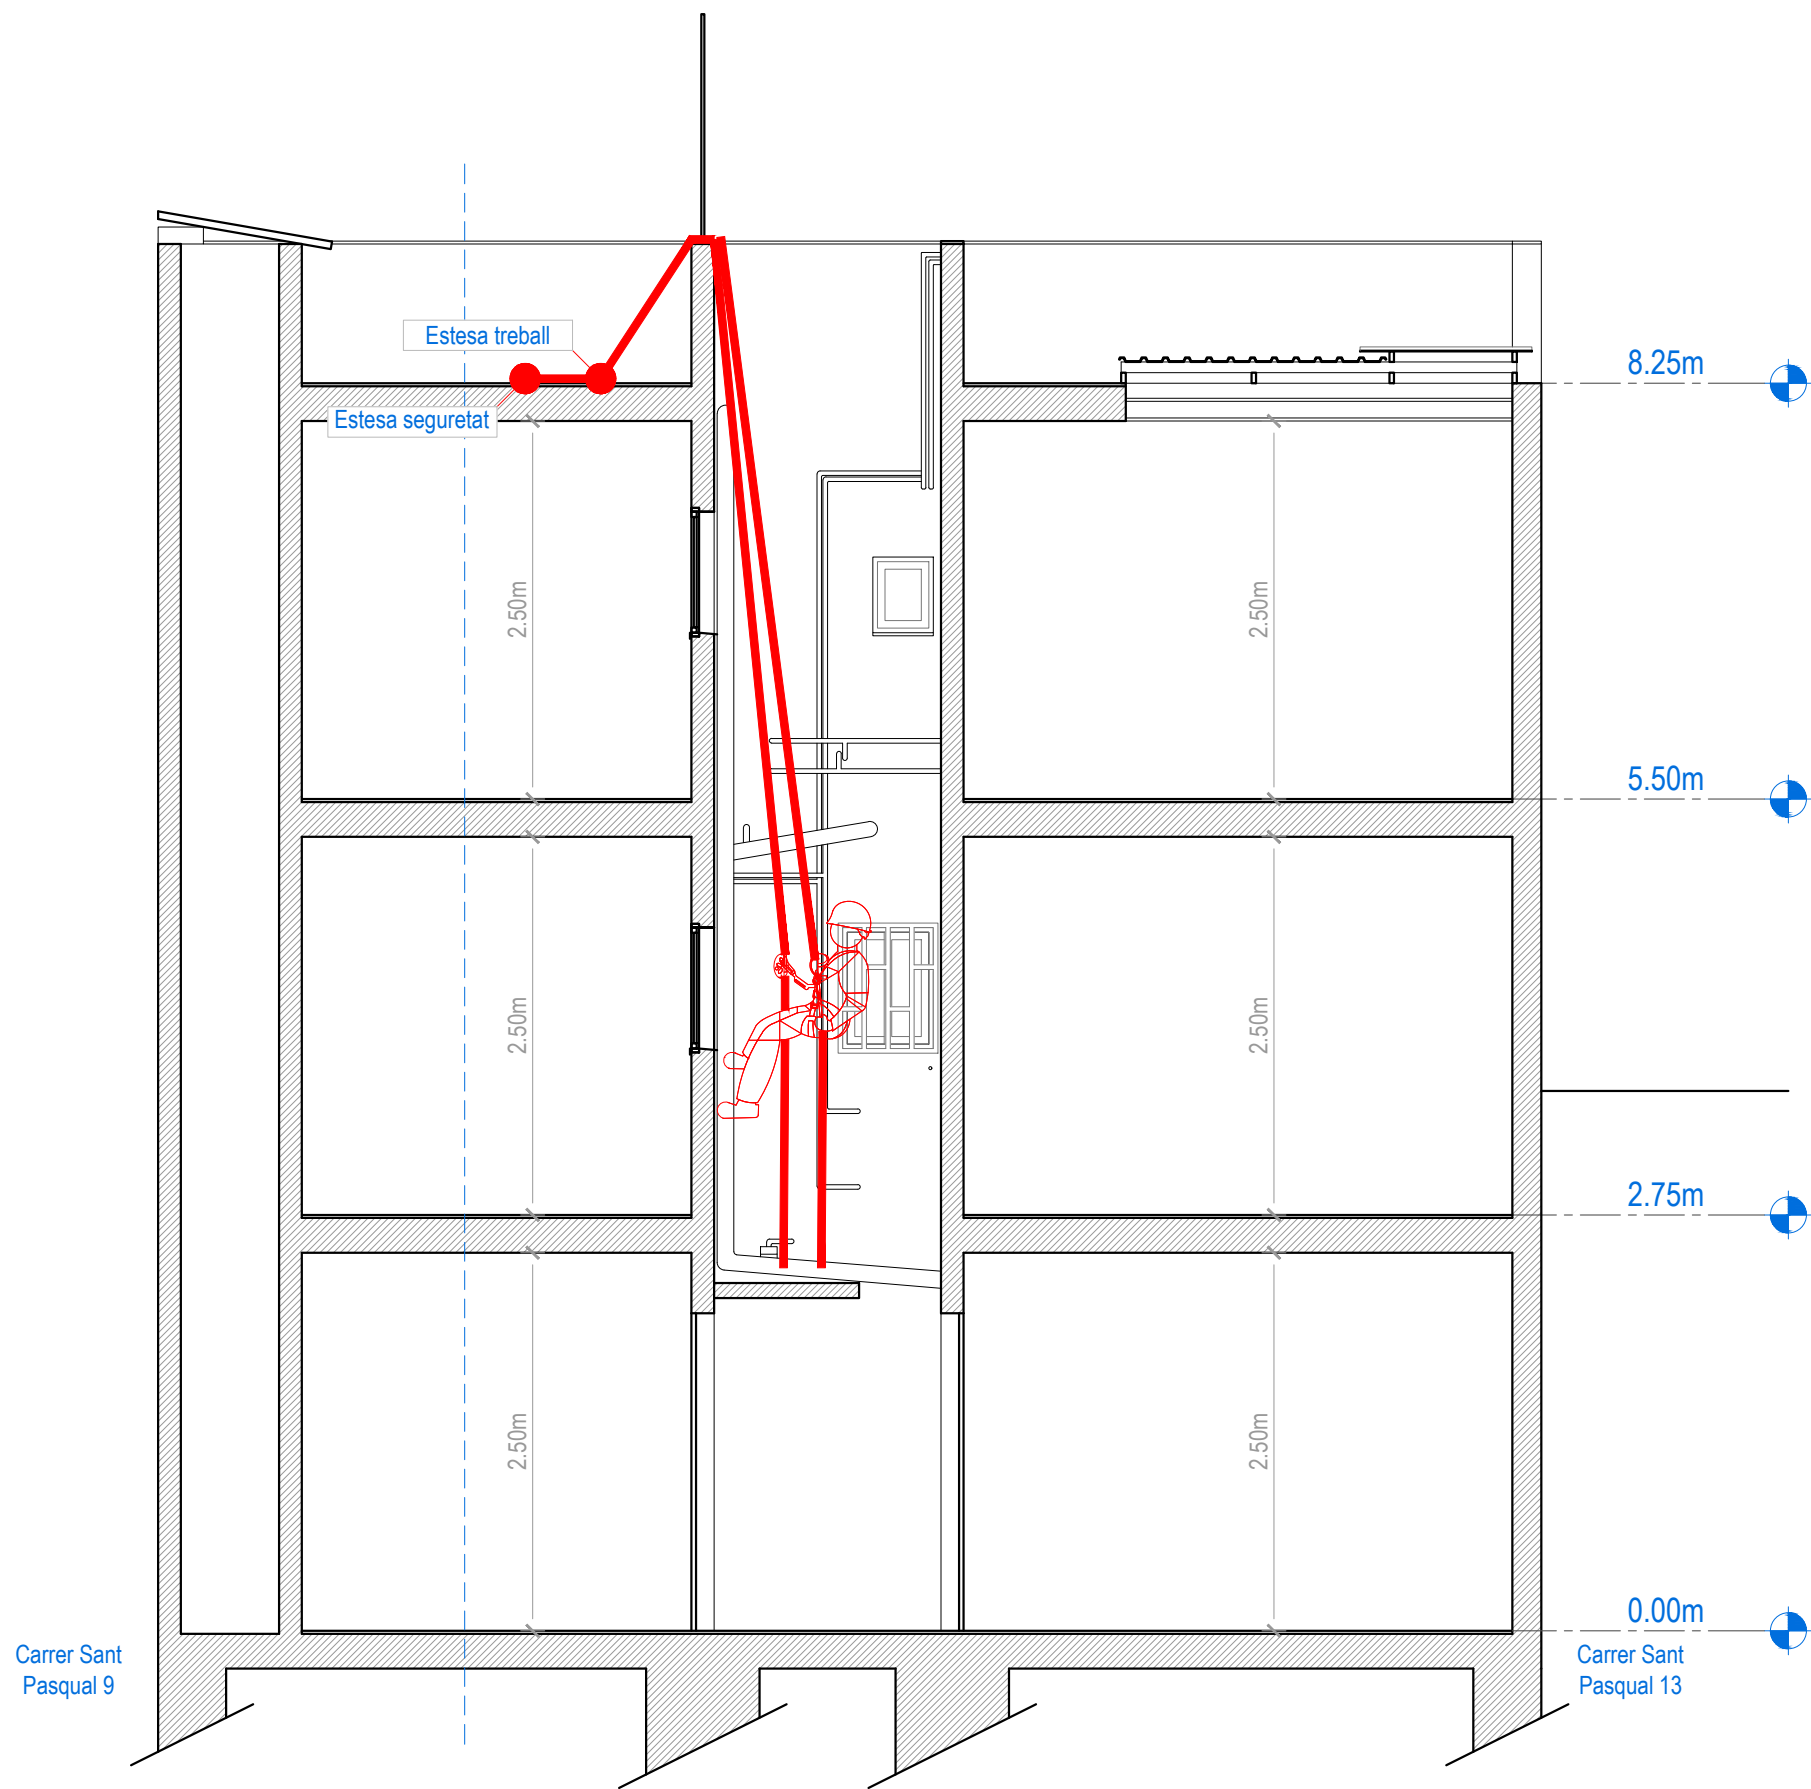 Estesa treball
8.25m
Estesa seguretat
2.50m
2.50m
5.50m
2.50m
2.50m
2.75m
2.50m
2.50m
0.00m
Carrer Sant
Pasqual 9
Carrer Sant
Pasqual 13